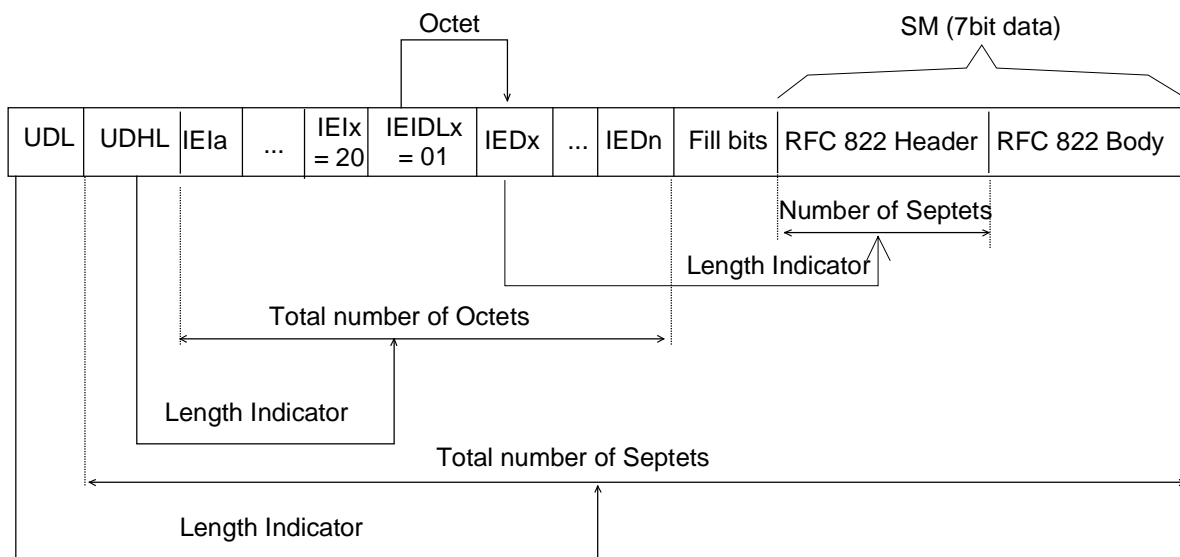 Octet
SM (7bit data)
UDL UDHL IEIa ... IEIx = 20 IEIDLx = 01 IEDx ... IEDn Fill bits RFC 822 Header RFC 822 Body
Number of Septets
Length Indicator
Total number of Octets
Length Indicator
Total number of Septets
Length Indicator